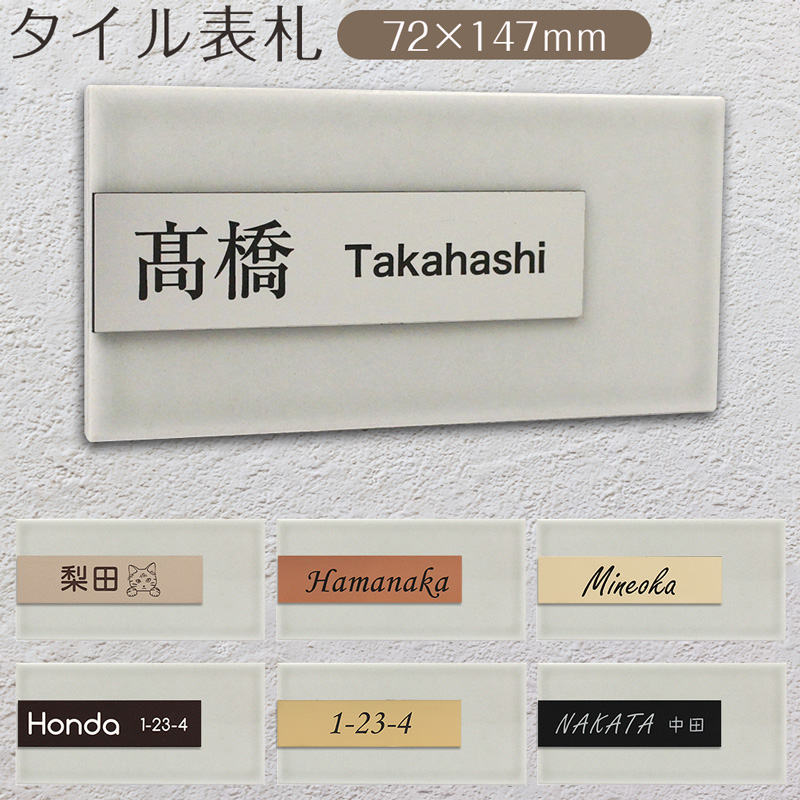 タイル表札 72×147mm
髙橋 Takahashi
梨田
Hamanaka
Mineoka
Honda 1-23-4
1-23-4
NAKATA 中田